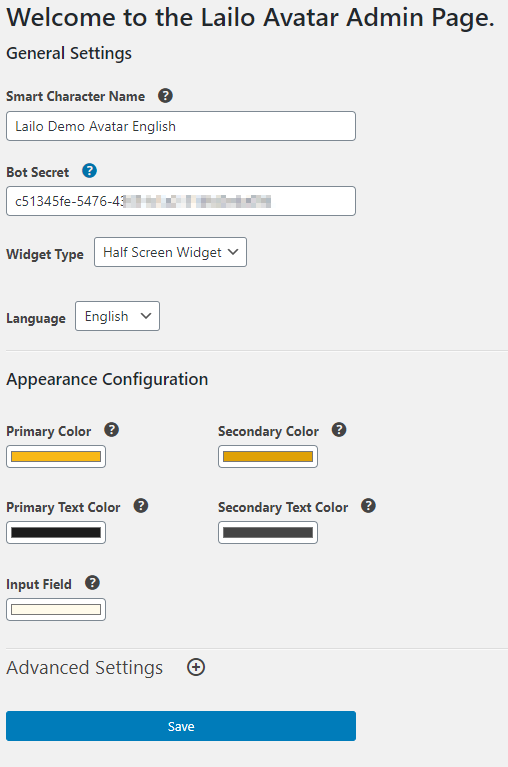 Welcome to the Lailo Avatar Admin Page.
General Settings
Smart Character Name ?
Lailo Demo Avatar English
Bot Secret ?
c51345fe-5476-43
Widget Type Half Screen Widget
Language English
Appearance Configuration
Primary Color ? Secondary Color ?
Primary Text Color ? Secondary Text Color ?
Input Field ?
Advanced Settings
Save